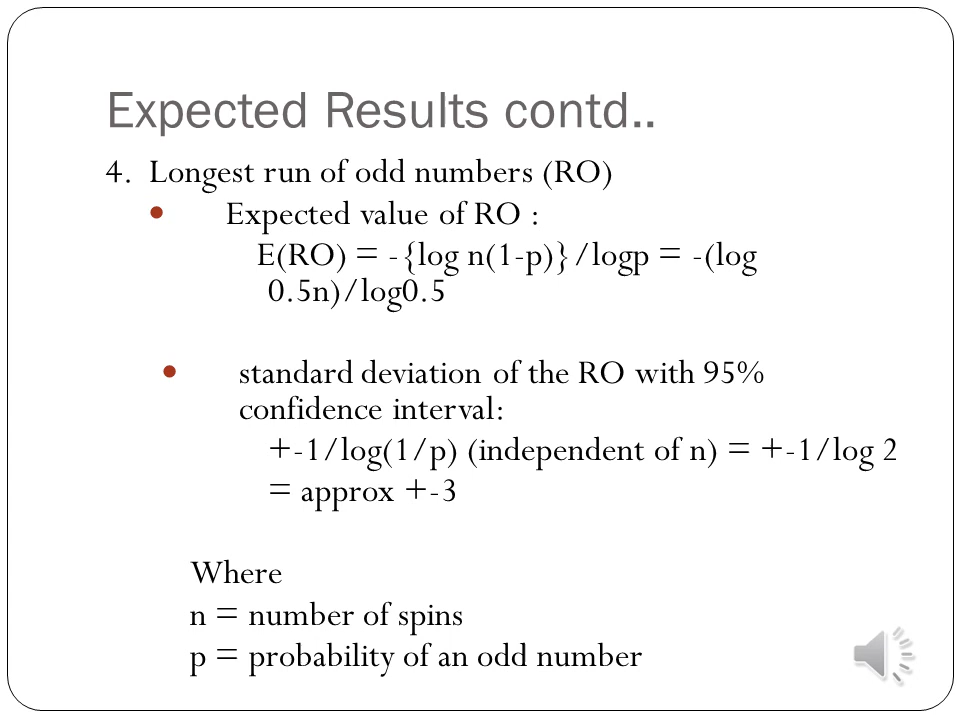 Expected Results contd..
4. Longest run of odd numbers (RO)
Expected value of RO :
E(RO) = -{log n(1-p)}/logp = -(log
0.5n)/log0.5
standard deviation of the RO with 95%
confidence interval:
+-1/log(1/p) (independent of n) = +-1/log 2
= approx +-3
Where
n = number of spins
p = probability of an odd number